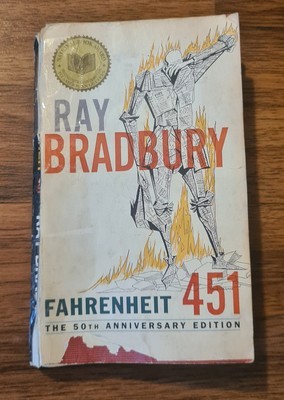 RAY
BRADBURY
FAHRENHEIT 451
THE 50TH ANNIVERSARY EDITION